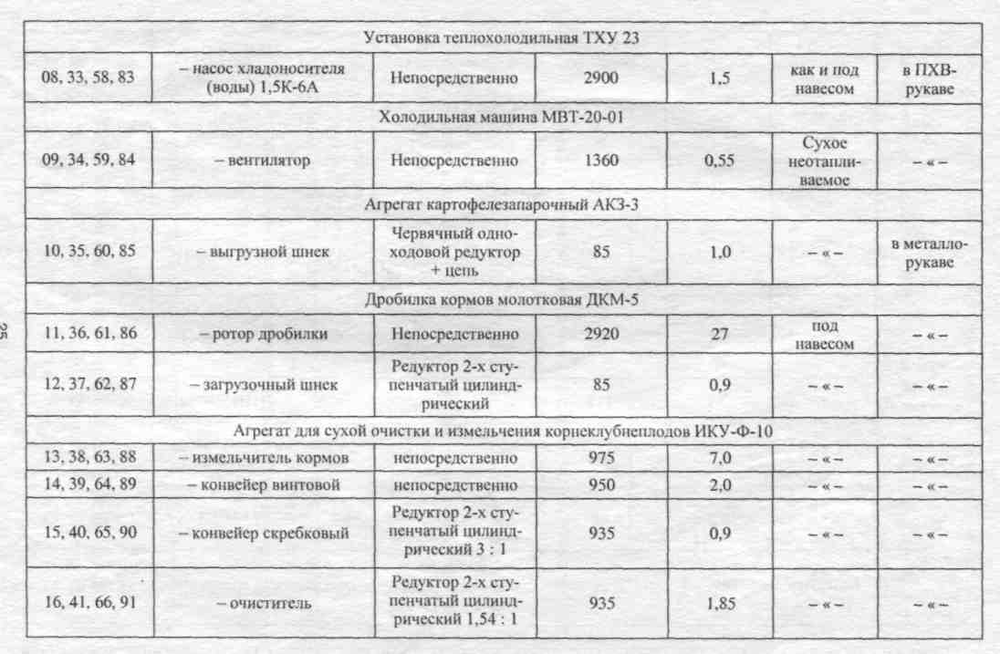 Установка теплохолодильная ТХУ 23
08, 33, 58, 83
– насос хладоносителя
(воды) 1,5К-6А
Непосредственно
2900
1,5
как и под
навесом
в ПХВ-
рукаве
Холодильная машина МВТ-20-01
09, 34, 59, 84
– вентилятор
Непосредственно
1360
0,55
Сухое
неотапли-
ваемое
– « –
Агрегат картофелезапарочный АКЗ-3
10, 35, 60, 85
– выгрузной шнек
Червячный одно-
ходовой редуктор
+ цепь
85
1,0
– « –
в металло-
рукаве
Дробилка кормов молотковая ДКМ-5
11, 36, 61, 86
– ротор дробилки
Непосредственно
2920
27
под
навесом
– « –
12, 37, 62, 87
– загрузочный шнек
Редуктор 2-х сту-
пенчатый цилинд-
рический
85
0,9
– « –
– « –
Агрегат для сухой очистки и измельчения корнеклубнеплодов ИКУ-Ф-10
13, 38, 63, 88
– измельчитель кормов
непосредственно
975
7,0
– « –
– « –
14, 39, 64, 89
– конвейер винтовой
непосредственно
950
2,0
– « –
– « –
15, 40, 65, 90
– конвейер скребковый
Редуктор 2-х сту-
пенчатый цилинд-
рический 3 : 1
935
0,9
– « –
– « –
16, 41, 66, 91
– очиститель
Редуктор 2-х сту-
пенчатый цилинд-
рический 1,54 : 1
935
1,85
– « –
– « –
25